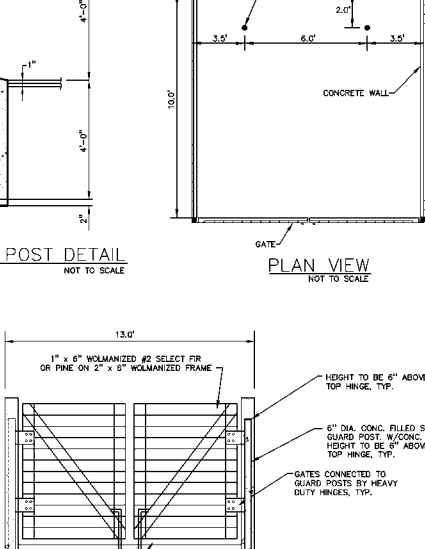 4'-0"
1"
4'-0"
2"
POST DETAIL
NOT TO SCALE
2.0'
3.5'
6.0'
3.5'
10.0'
CONCRETE WALL
GATE
PLAN VIEW
NOT TO SCALE
13.0'
1" x 6" WOLMANIZED #2 SELECT FIR
OR PINE ON 2" x 6" WOLMANIZED FRAME
HEIGHT TO BE 6" ABOVE
TOP HINGE, TYP.
6" DIA. CONC. FILLED S
GUARD POST. W/CONC.
HEIGHT TO BE 6" ABOVE
TOP HINGE, TYP.
GATES CONNECTED TO
GUARD POSTS BY HEAVY
DUTY HINGES, TYP.